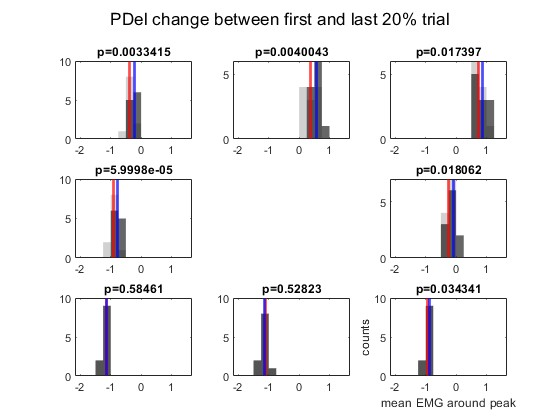 PDel change between first and last 20% trial
p=0.0033415 p=0.0040043 p=0.017397
10
5
0
-2 -1 0 1
5
0
-2 -1 0 1
5
0
-2 -1 0 1
p=5.9998e-05 p=0.018062
10
5
0
-2 -1 0 1
10
5
0
-2 -1 0 1
p=0.58461 p=0.52823 p=0.034341
10
5
0
-2 -1 0 1
10
5
0
-2 -1 0 1
counts
10
5
0
-2 -1 0 1
mean EMG around peak